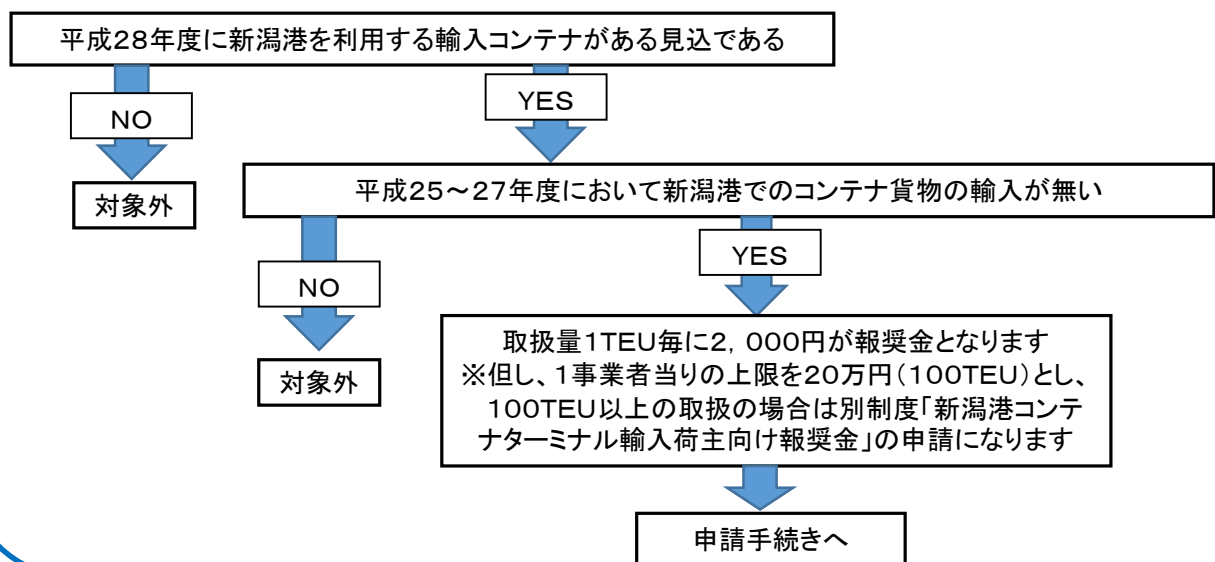 平成２８年度に新潟港を利用する輸入コンテナがある見込である
NO
YES
対象外
平成２５～２７年度において新潟港でのコンテナ貨物の輸入が無い
NO
YES
対象外
取扱量１TEU毎に２，０００円が報奨金となります
※但し、１事業者当りの上限を２０万円（１００TEU）とし、
１００TEU以上の取扱の場合は別制度「新潟港コンテ
ナターミナル輸入荷主向け報奨金」の申請になります
申請手続きへ